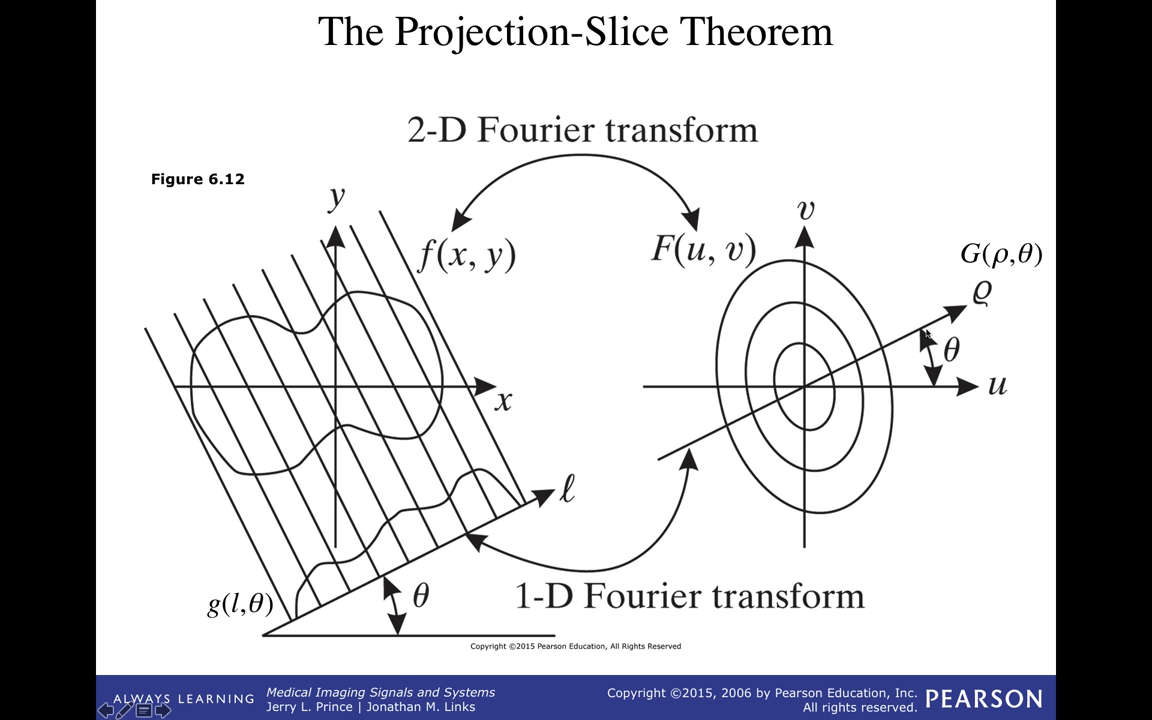 The Projection-Slice Theorem
2-D Fourier transform
Figure 6.12
y
f(x, y)
x
ℓ
g(l,θ)
θ
F(u, v)
v
G(ρ,θ)
ϱ
θ
u
1-D Fourier transform
Copyright ©2015 Pearson Education, All Rights Reserved
ALWAYS LEARNING
Medical Imaging Signals and Systems
Jerry L. Prince | Jonathan M. Links
Copyright ©2015, 2006 by Pearson Education, Inc.
All rights reserved.
PEARSON